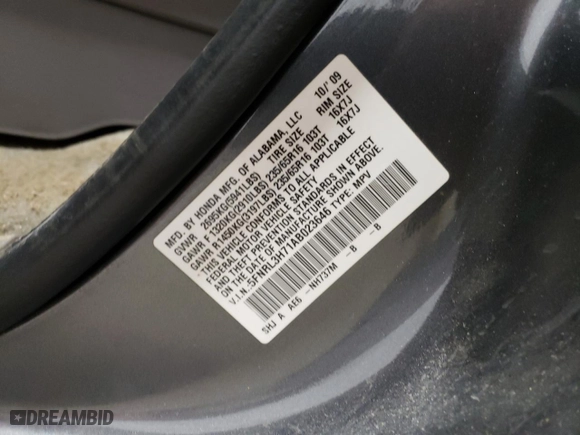 MFD. BY HONDA MFG. OF ALABAMA, LLC 10/'09
GVWR 2695KG(5941LBS) TIRE SIZE RIM SIZE
GAWR F 1320KG(2910LBS) 235/65R16 103T 16X7J
GAWR R1450KG(3197LBS) 235/65R16 103T 16X7J
THIS VEHICLE CONFORMS TO ALL APPLICABLE
FEDERAL MOTOR VEHICLE SAFETY
AND THEFT PREVENTION STANDARDS IN EFFECT
ON THE DATE OF MANUFACTURE SHOWN ABOVE.
V.I.N.5FNRL3H71AB023646 TYPE: MPV
SHJ A AE6 -NH737M -B -B
DREAMBID